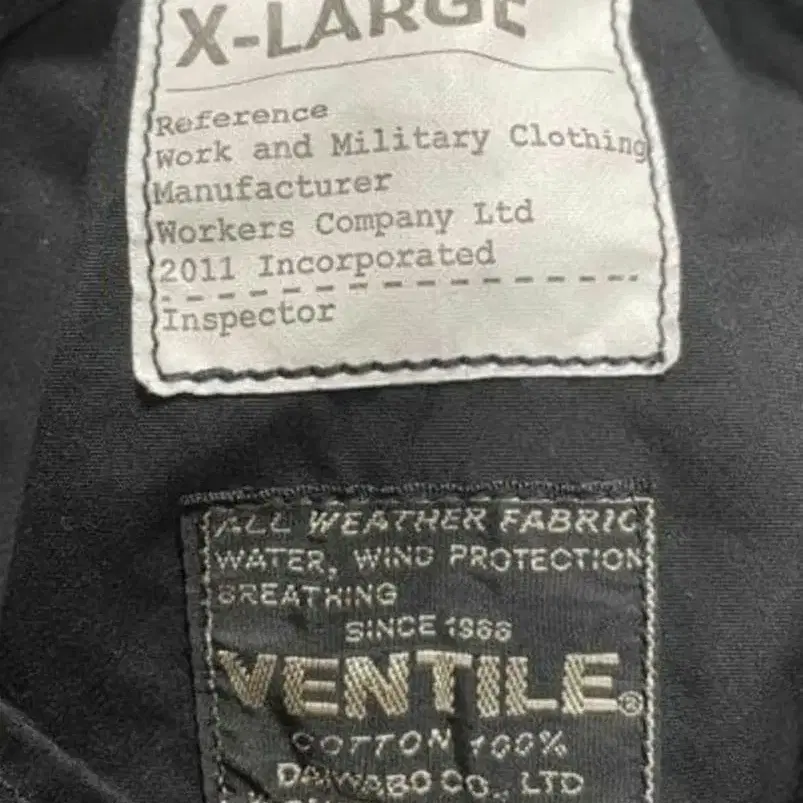 X-LARGE
Reference
Work and Military Clothing
Manufacturer
Workers Company Ltd
2011 Incorporated
Inspector
ALL WEATHER FABRIC
WATER, WIND PROTECTION
BREATHING
SINCE 1966
VENTILE®
COTTON 100%
DAIWABO CO., LTD